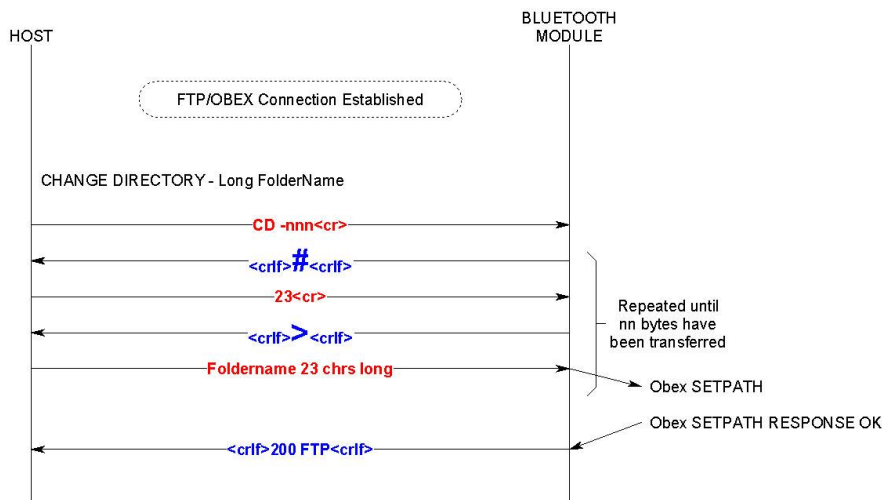 HOST
BLUETOOTH
MODULE
FTP/OBEX Connection Established
CHANGE DIRECTORY - Long FolderName
CD -nnn<cr>
<crlf>#<crlf>
23<cr>
<crlf>><crlf>
Repeated until
nn bytes have
been transferred
Foldername 23 chrs long
Obex SETPATH
Obex SETPATH RESPONSE OK
<crlf>200 FTP<crlf>